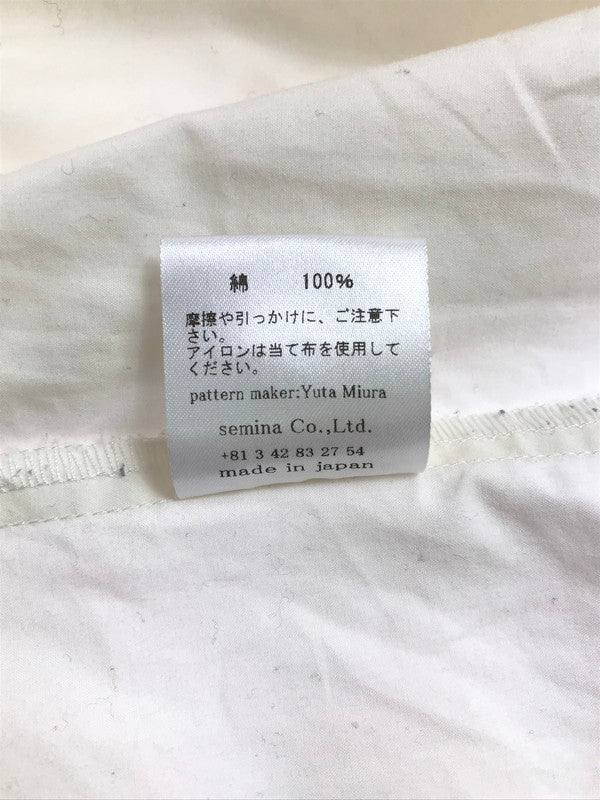 綿 100%
摩擦や引っかけに、ご注意下
さい。
アイロンは当て布を使用して
ください。
pattern maker:Yuta Miura
semina Co.,Ltd.
+81 3 42 83 27 54
made in japan